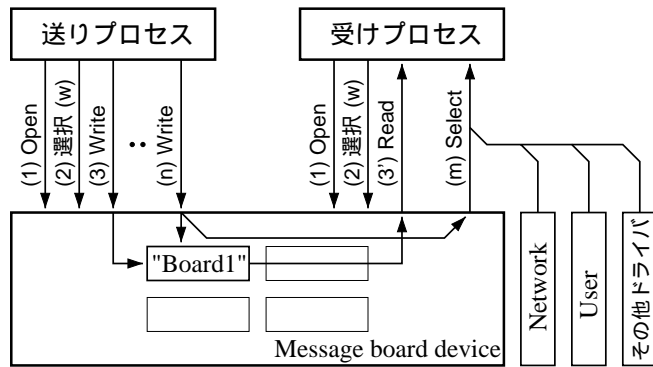 送りプロセス
受けプロセス
(1) Open
(2) 選択 (w)
(3) Write
‥
(n) Write
(1) Open
(2) 選択 (w)
(3') Read
(m) Select
"Board1"
Message board device
Network
User
その他ドライバ